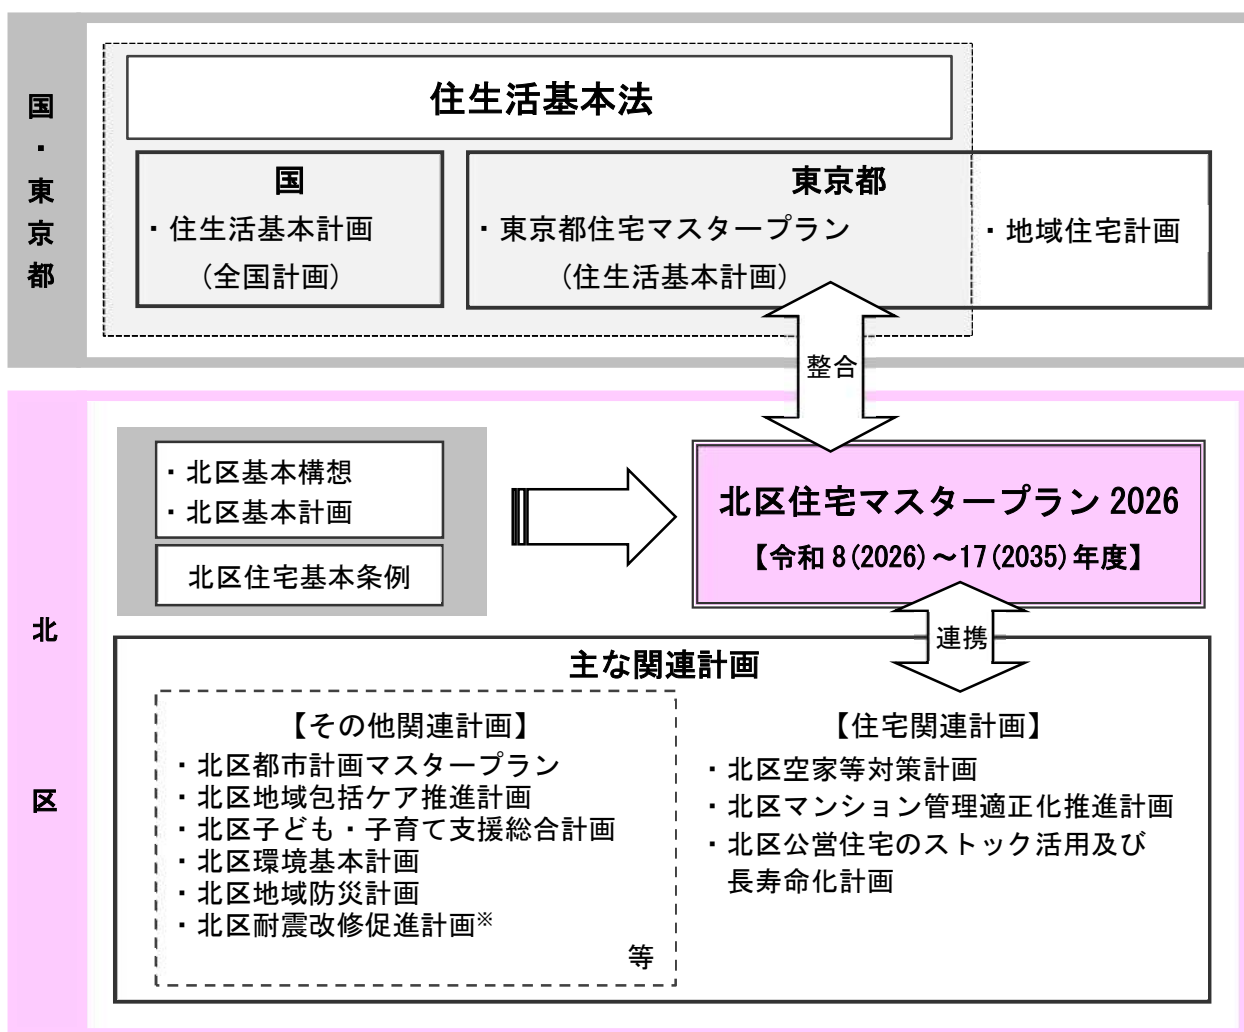 国・東京都
住生活基本法
国
・住生活基本計画
（全国計画）
東京都
・東京都住宅マスタープラン
（住生活基本計画）
・地域住宅計画
整合
北区
・北区基本構想
・北区基本計画
北区住宅基本条例
北区住宅マスタープラン 2026
【令和 8(2026)～17(2035)年度】
連携
主な関連計画
【その他関連計画】
・北区都市計画マスタープラン
・北区地域包括ケア推進計画
・北区子ども・子育て支援総合計画
・北区環境基本計画
・北区地域防災計画
・北区耐震改修促進計画※
等
【住宅関連計画】
・北区空家等対策計画
・北区マンション管理適正化推進計画
・北区公営住宅のストック活用及び
長寿命化計画